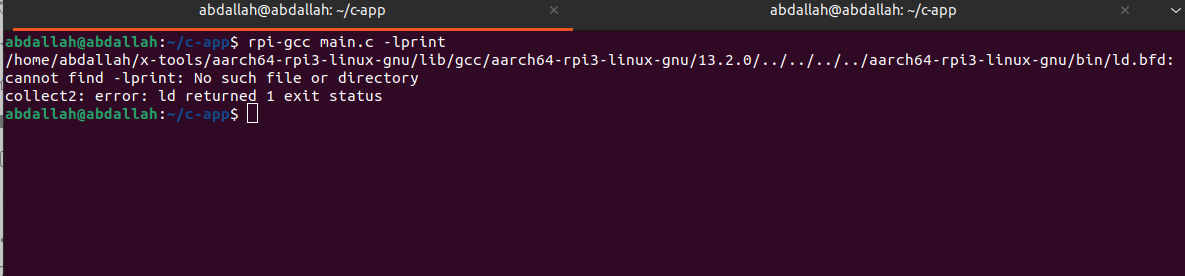 abdallah@abdallah: ~/c-app × abdallah@abdallah: ~/c-app ×
abdallah@abdallah:~/c-app$ rpi-gcc main.c -lprint
/home/abdallah/x-tools/aarch64-rpi3-linux-gnu/lib/gcc/aarch64-rpi3-linux-gnu/13.2.0/../../../../aarch64-rpi3-linux-gnu/bin/ld.bfd:
cannot find -lprint: No such file or directory
collect2: error: ld returned 1 exit status
abdallah@abdallah:~/c-app$